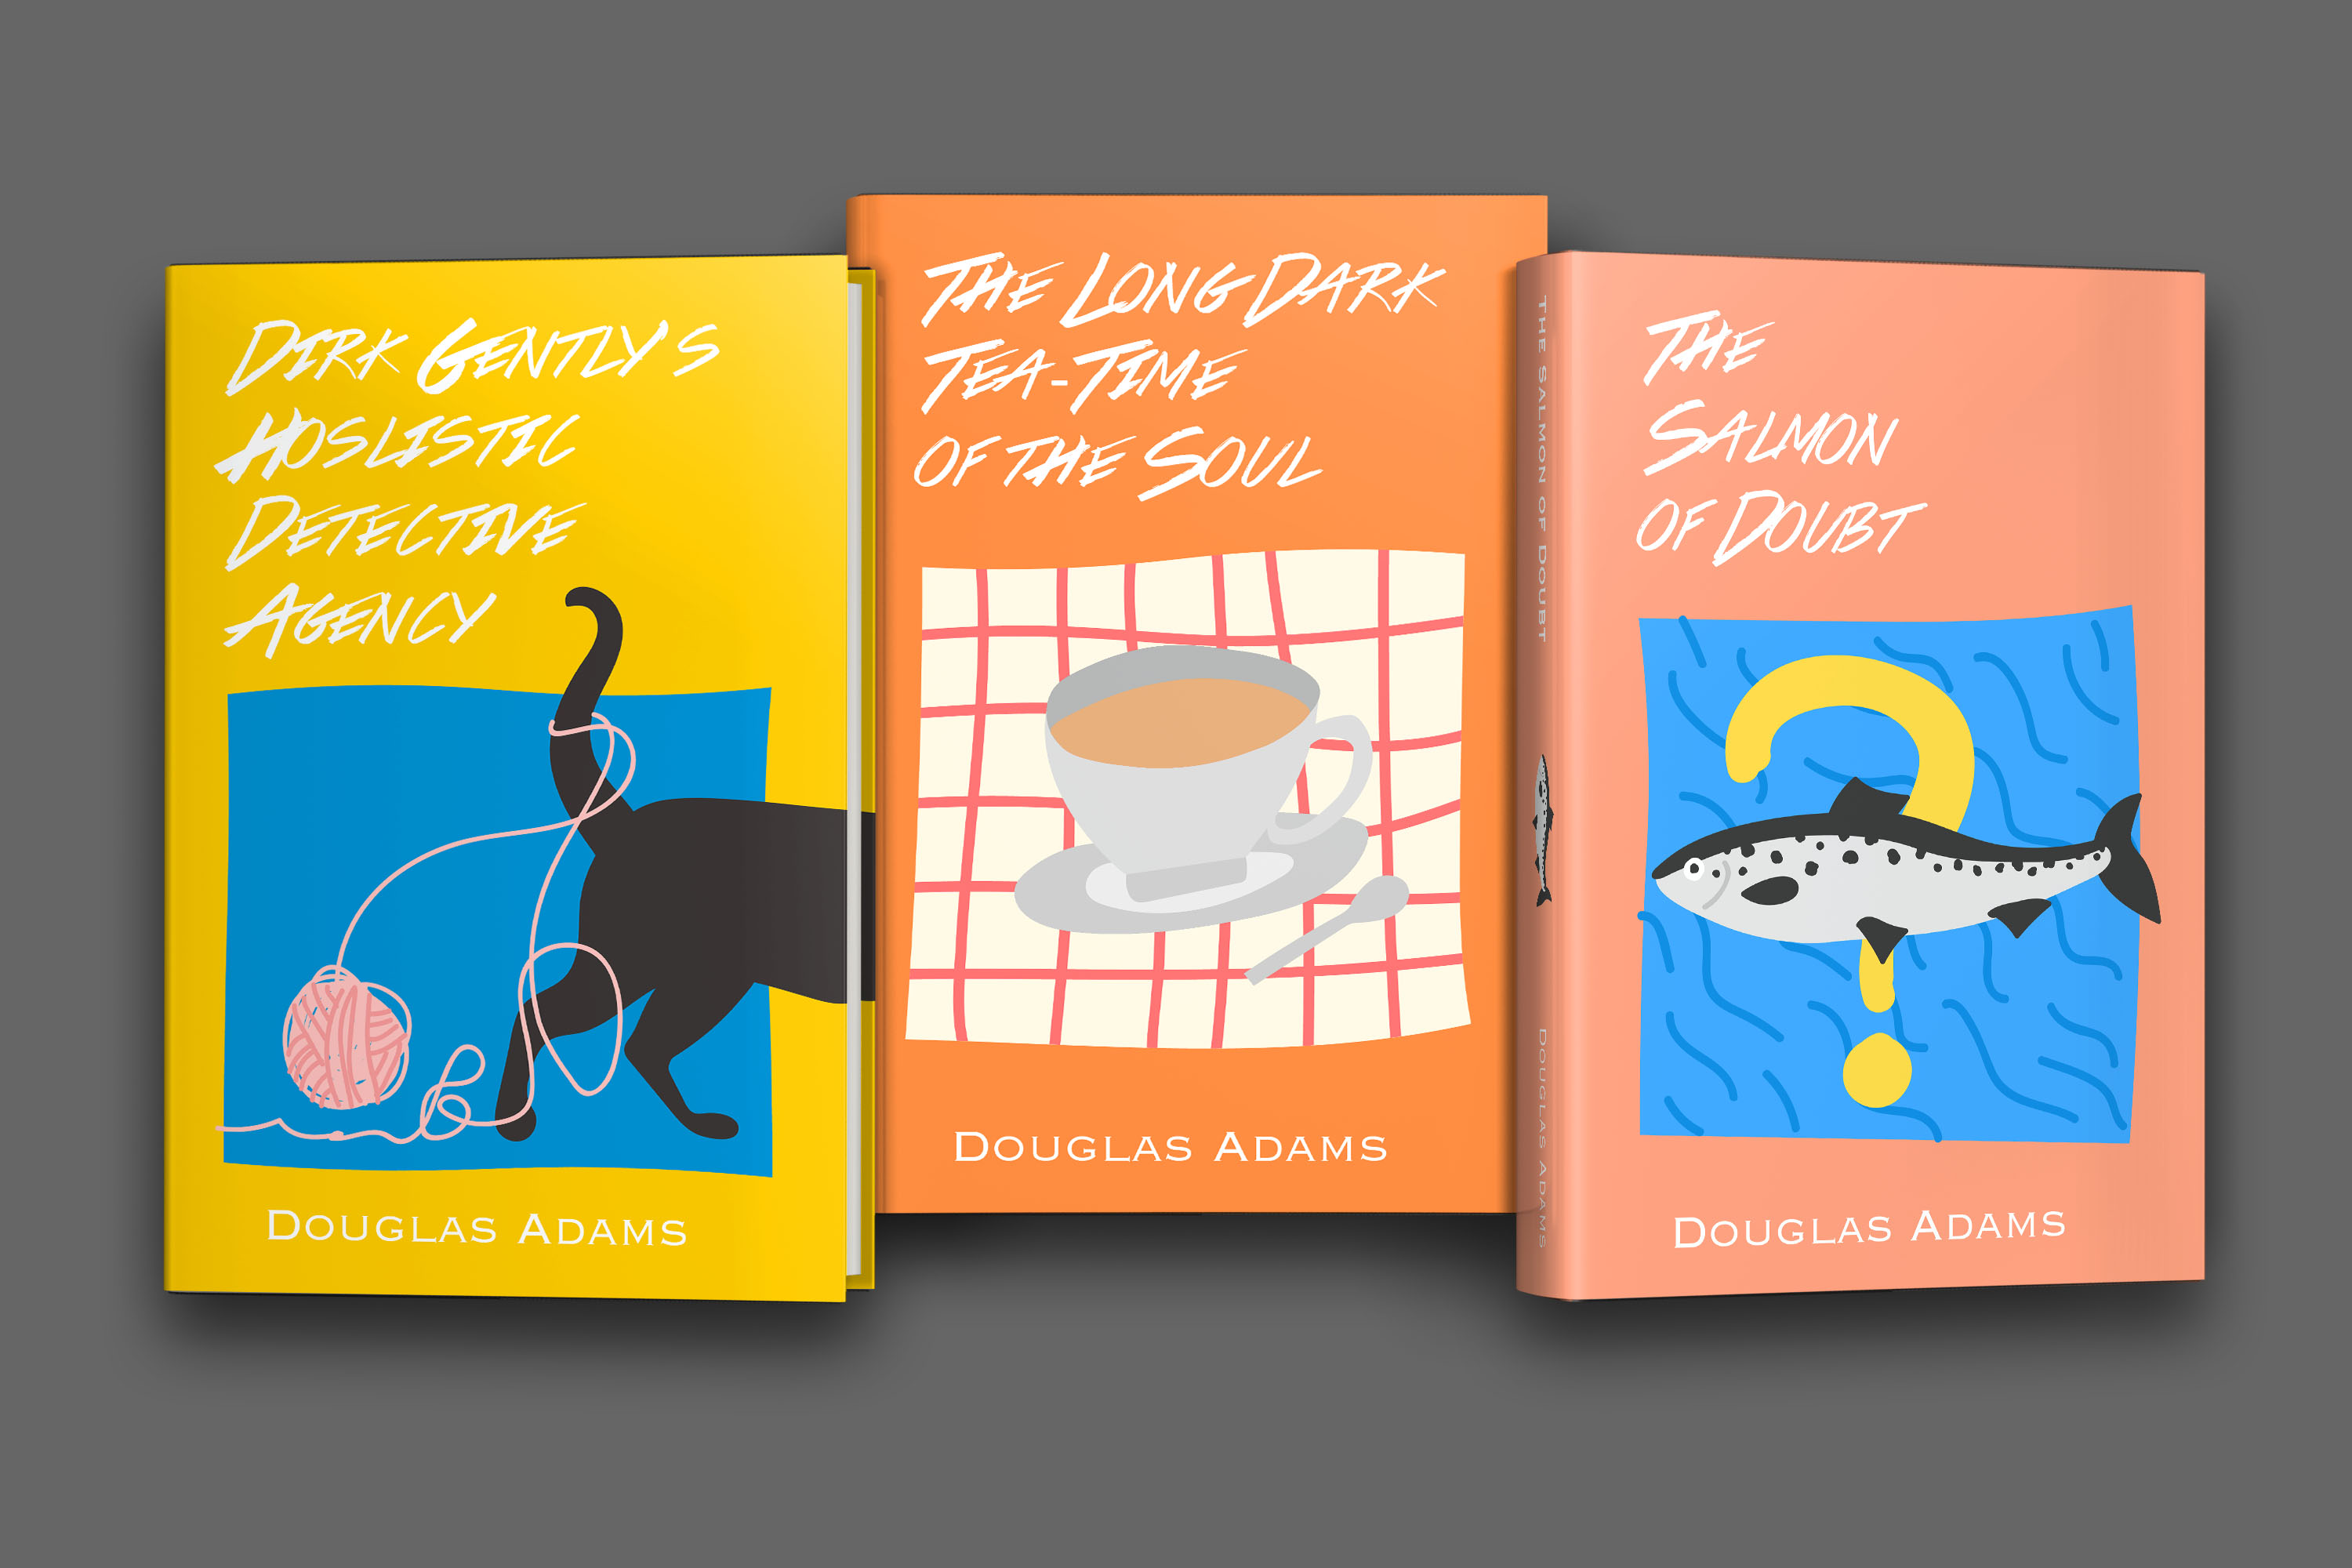 Dirk Gently's
Hoslistic
Detective
Agency
Douglas Adams
The Long Dark
Tea-Time
of the Soul
Douglas Adams
The Salmon of Doubt
Douglas Adams
The
Salmon
of Doubt
Douglas Adams